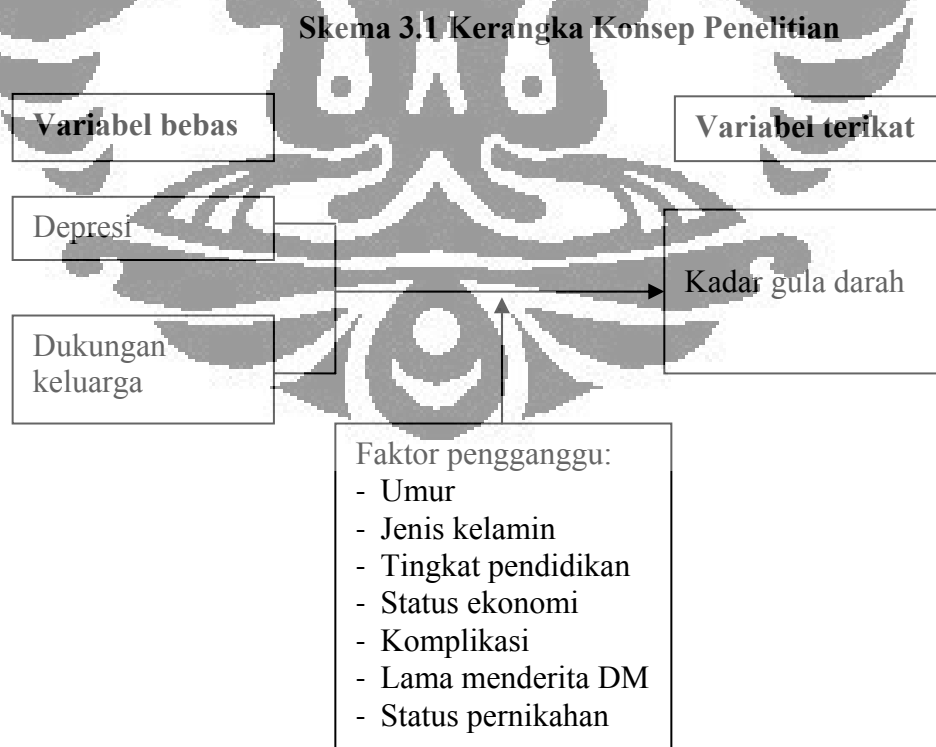 Skema 3.1 Kerangka Konsep Penelitian
Variabel bebas
Variabel terikat
Depresi
Kadar gula darah
Dukungan
keluarga
Faktor pengganggu:
- Umur
- Jenis kelamin
- Tingkat pendidikan
- Status ekonomi
- Komplikasi
- Lama menderita DM
- Status pernikahan